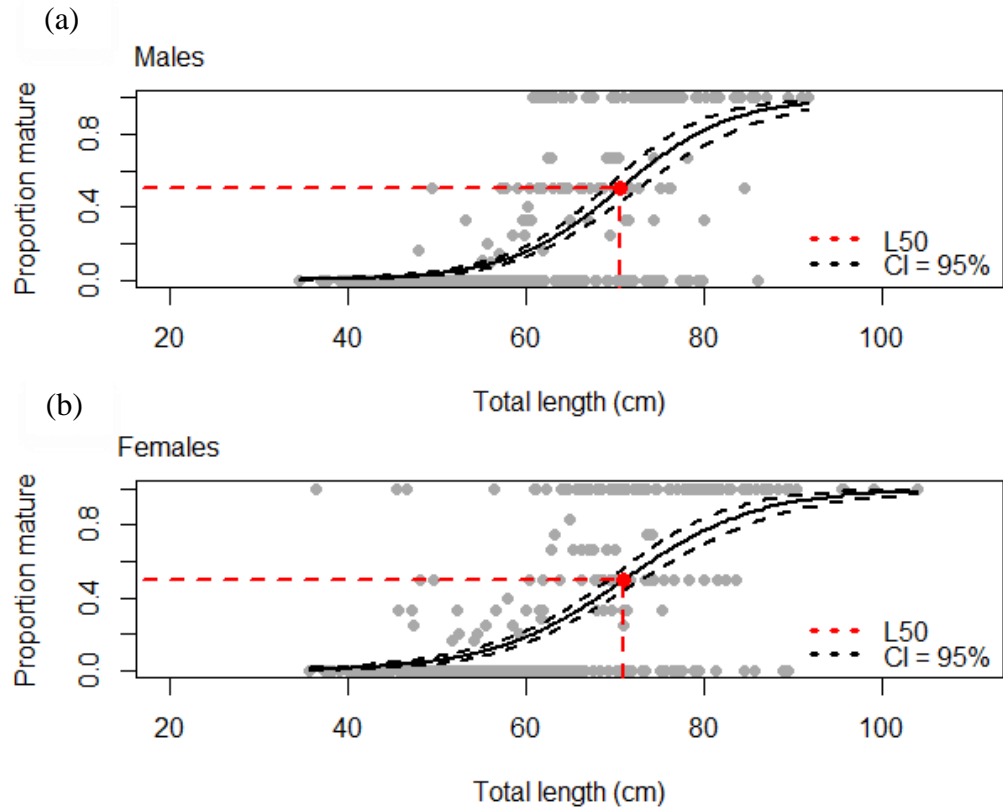 (a)
Males
Proportion mature
0.8
0.4
0.0
L50
CI = 95%
20 40 60 80 100
Total length (cm)
(b)
Females
Proportion mature
0.8
0.4
0.0
L50
CI = 95%
20 40 60 80 100
Total length (cm)